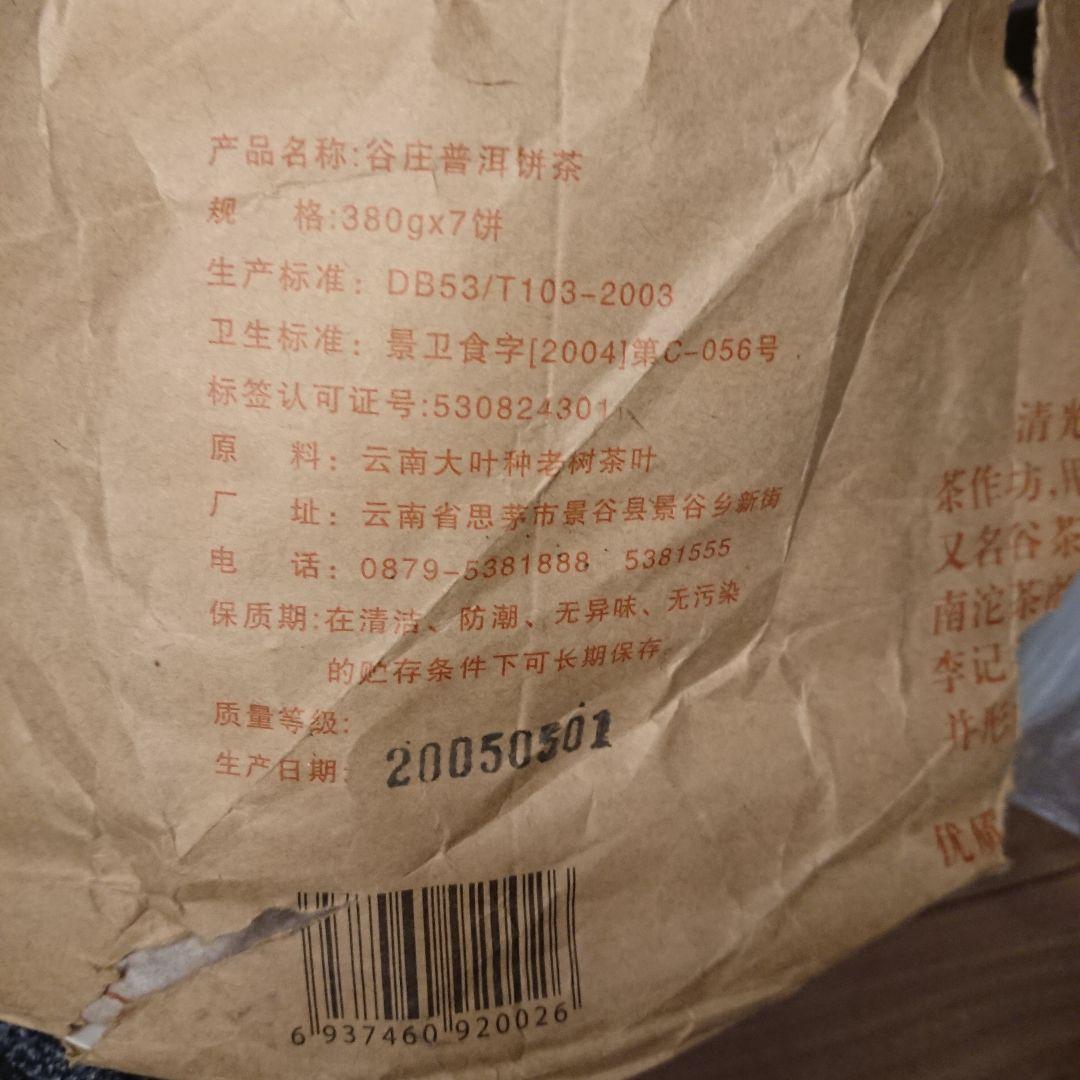 产品名称:谷庄普洱饼茶
规 格:380gx7饼
生产标准：DB53/T103-2003
卫生标准：景卫食字[2004]第C-056号
标签认可证号:530824301
原 料：云南大叶种老树茶叶
厂 址：云南省思茅市景谷县景谷乡新街
电 话：0879-5381888 5381555
保质期:在清洁、防潮、无异味、无污染
的贮存条件下可长期保存
质量等级:
生产日期: 20050501
6 937460 920026
清光
茶作坊,
又名谷茶
南沱茶
李记
优质